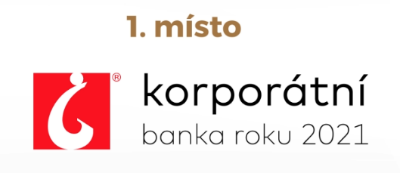 1. místo
®
korporátní
banka roku 2021